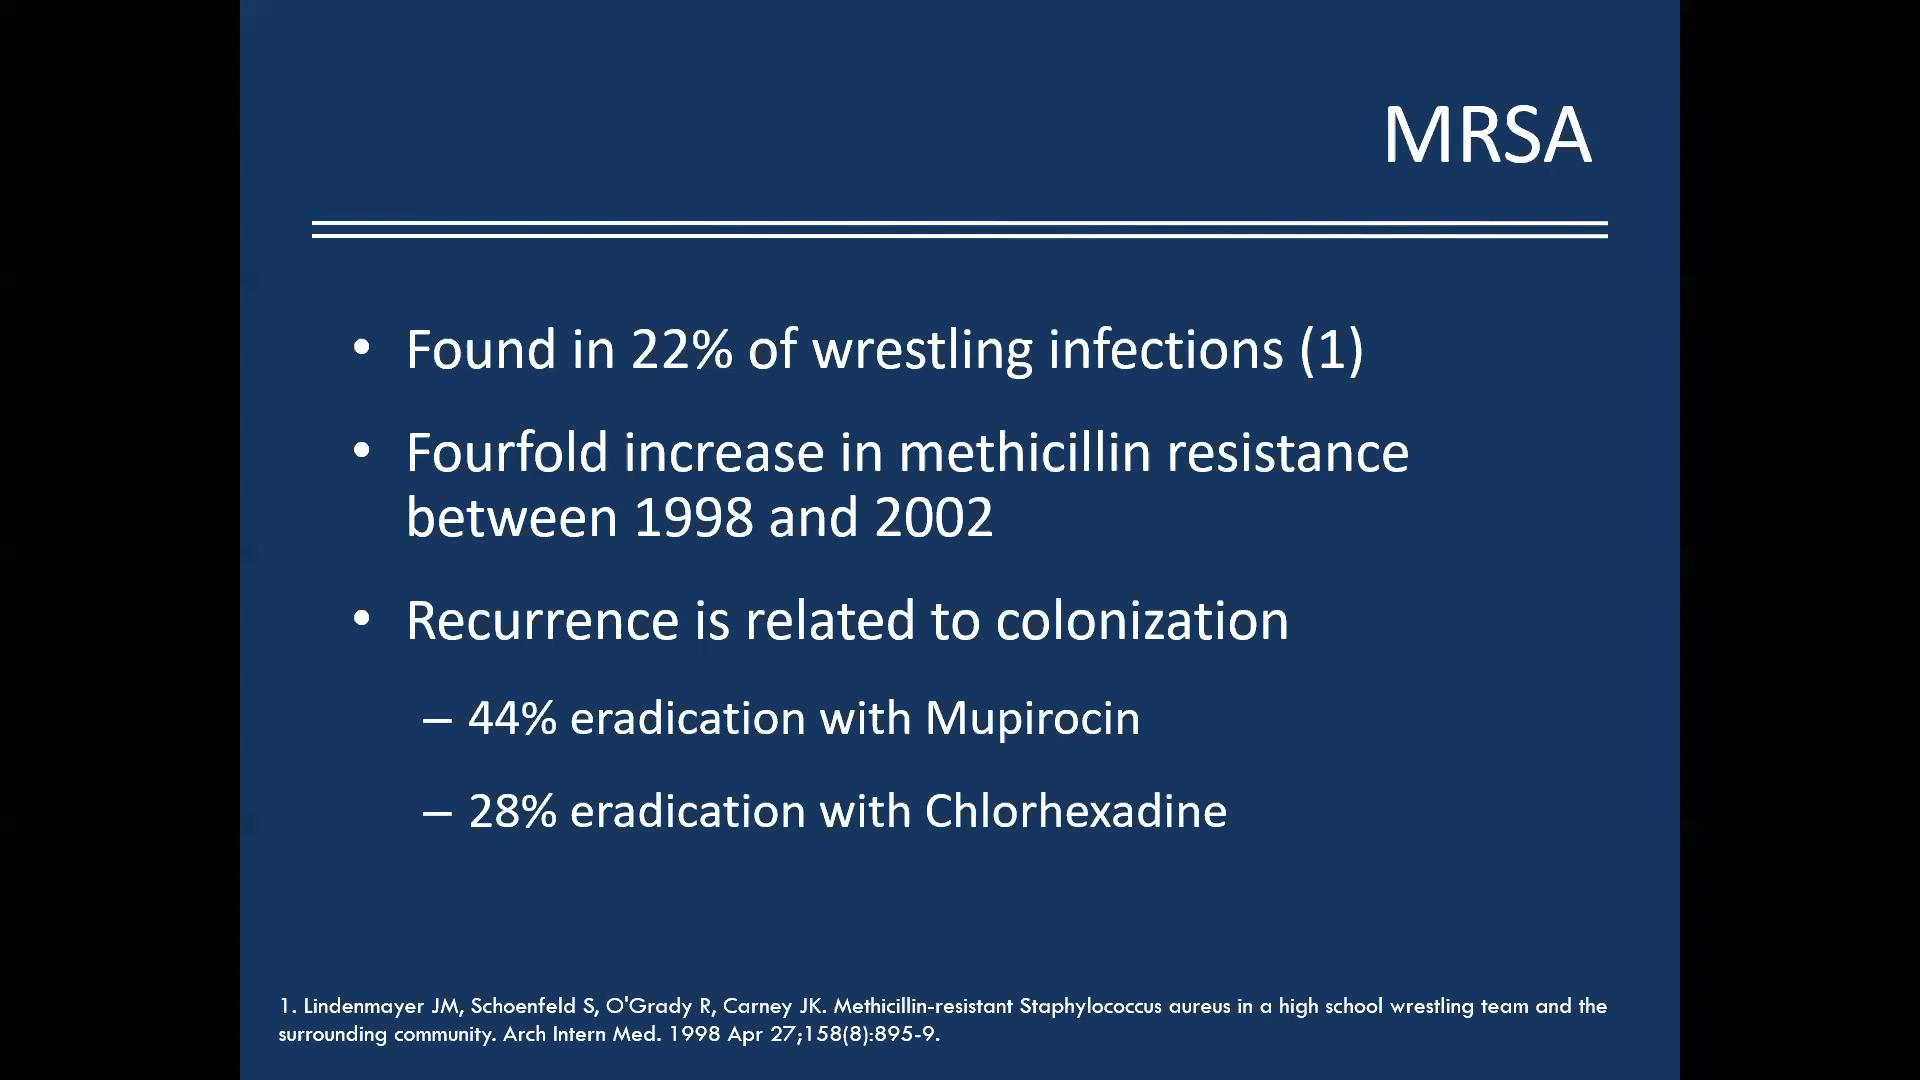 MRSA
• Found in 22% of wrestling infections (1)
• Fourfold increase in methicillin resistance
between 1998 and 2002
• Recurrence is related to colonization
– 44% eradication with Mupirocin
– 28% eradication with Chlorhexadine
1. Lindenmayer JM, Schoenfeld S, O'Grady R, Carney JK. Methicillin-resistant Staphylococcus aureus in a high school wrestling team and the
surrounding community. Arch Intern Med. 1998 Apr 27;158(8):895-9.